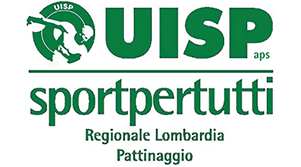 UISP
UISP
aps
sportpertutti
Regionale Lombardia
Pattinaggio